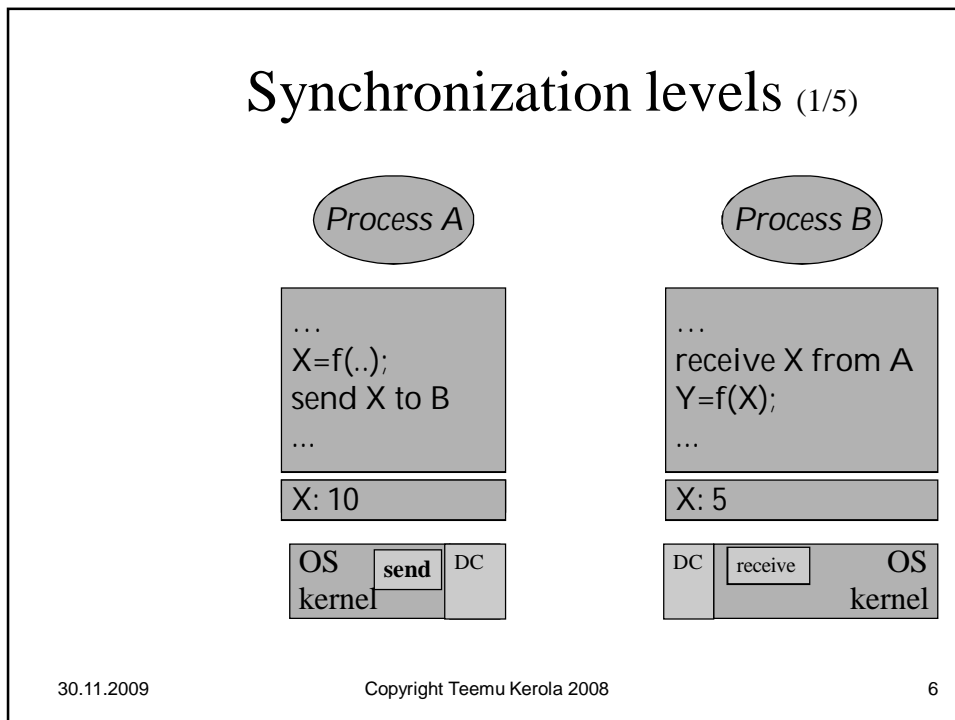 Synchronization levels (1/5)
Process A
Process B
…
X=f(..);
send X to B
...
X: 10
OS send DC
kernel
…
receive X from A
Y=f(X);
...
X: 5
DC receive OS
kernel
30.11.2009 Copyright Teemu Kerola 2008 6